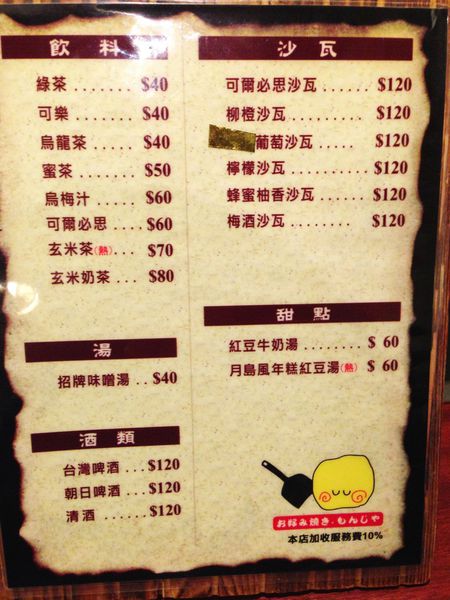 飲料
綠茶 ....... $40
可樂 ....... $40
烏龍茶 ..... $40
蜜茶 ....... $50
烏梅汁 ..... $60
可爾必思 .... $60
玄米茶(熱)... $70
玄米奶茶 ... $80
湯
招牌味噌湯 .. $40
酒類
台灣啤酒 ... $120
朝日啤酒 ... $120
清酒 ...... $120
沙瓦
可爾必思沙瓦 ...... $120
柳橙沙瓦 .......... $120
葡萄沙瓦 ..... $120
檸檬沙瓦 ........... $120
蜂蜜柚香沙瓦 ...... $120
梅酒沙瓦 ........ $120
甜點
紅豆牛奶湯 ........ $ 60
月島風年糕紅豆湯(熱) $ 60
お好み焼き.もんじゃ
本店加收服務費10%